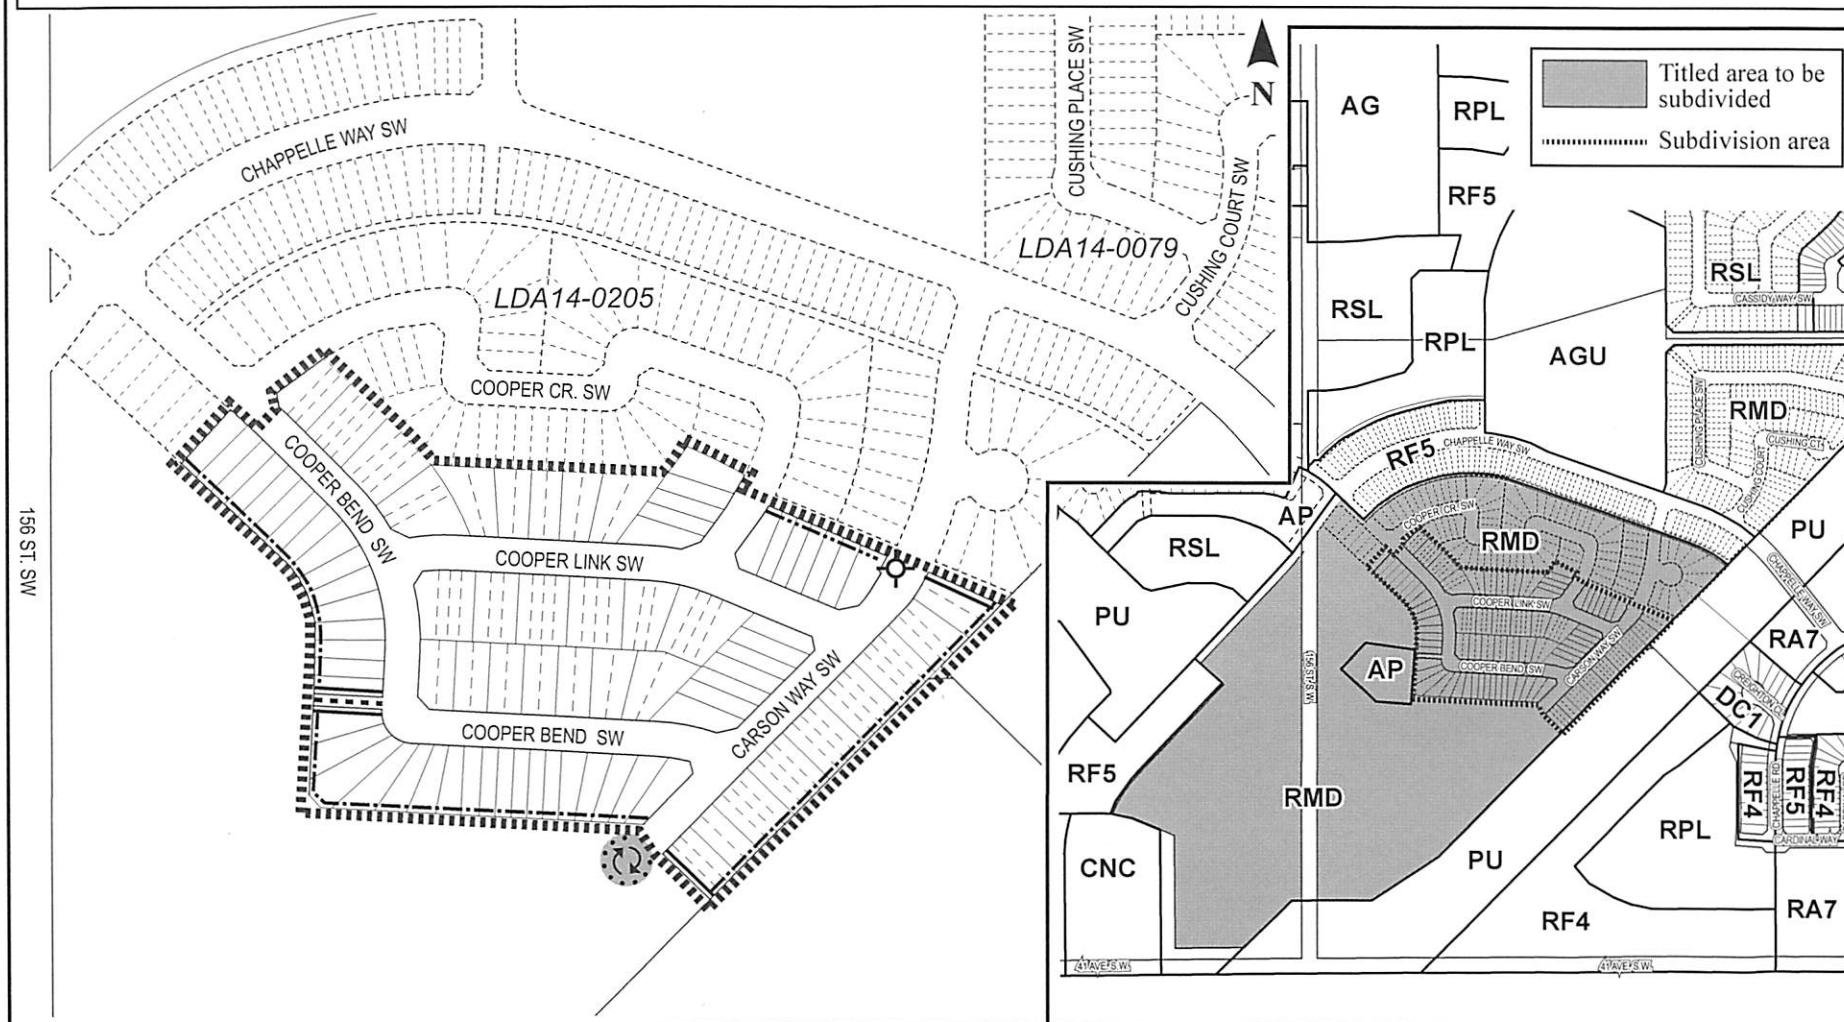 CHAPPELLE WAY SW
CUSHING PLACE SW
CUSHING COURT SW
N
LDA14-0079
LDA14-0205
COOPER CR. SW
COOPER BEND SW
COOPER LINK SW
156 ST. SW
CARSON WAY SW
COOPER BEND SW
Titled area to be
subdivided
Subdivision area
AG
RPL
RF5
RSL
CASSIDY WAY SW
RSL
RPL
AGU
RMD
CUSHING PLACE SW
CUSHING CT
CUSHING COURT
RF5
CHAPPELLE WAY SW
AP
RSL
COOPER CR. SW
RMD
PU
PU
COOPER LINK SW
CHAPPELLE WAY SW
RA7
AP
156 ST. S.W.
COOPER BEND SW
CARSON WAY SW
CREIGHTON CL
DC1
RF5
RMD
RF4
CHAPPELLE RD
RF5
RF4
CARDINAL WAY
RPL
CNC
PU
RF4
RA7
41 AVE. S.W.
41 AVE. S.W.